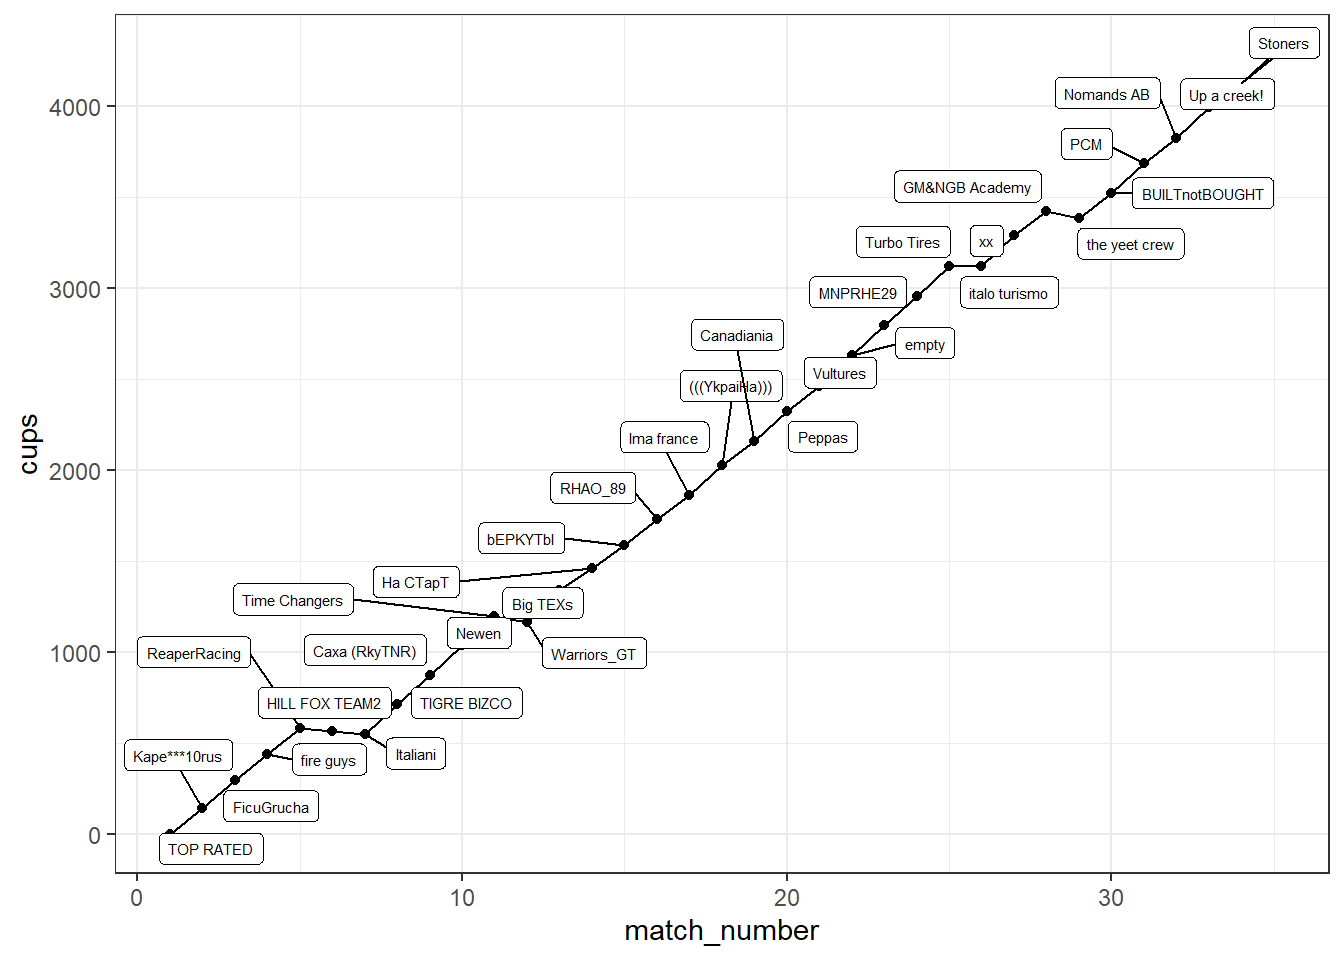 Stoners
4000
Nomands AB
Up a creek!
PCM
GM&NGB Academy
BUILTnotBOUGHT
Turbo Tires
xx
the yeet crew
3000
MNPRHE29
italo turismo
Canadiania
empty
Vultures
(((YkpaiHa)))
cups
Ima france
Peppas
2000
RHAO_89
bEPKYTbI
Ha CTapT
Time Changers
Big TEXs
Newen
1000
ReaperRacing
Caxa (RkyTNR)
Warriors_GT
HILL FOX TEAM2
TIGRE BIZCO
Kape***10rus
fire guys
Italiani
FicuGrucha
0
TOP RATED
0
10
20
30
match_number